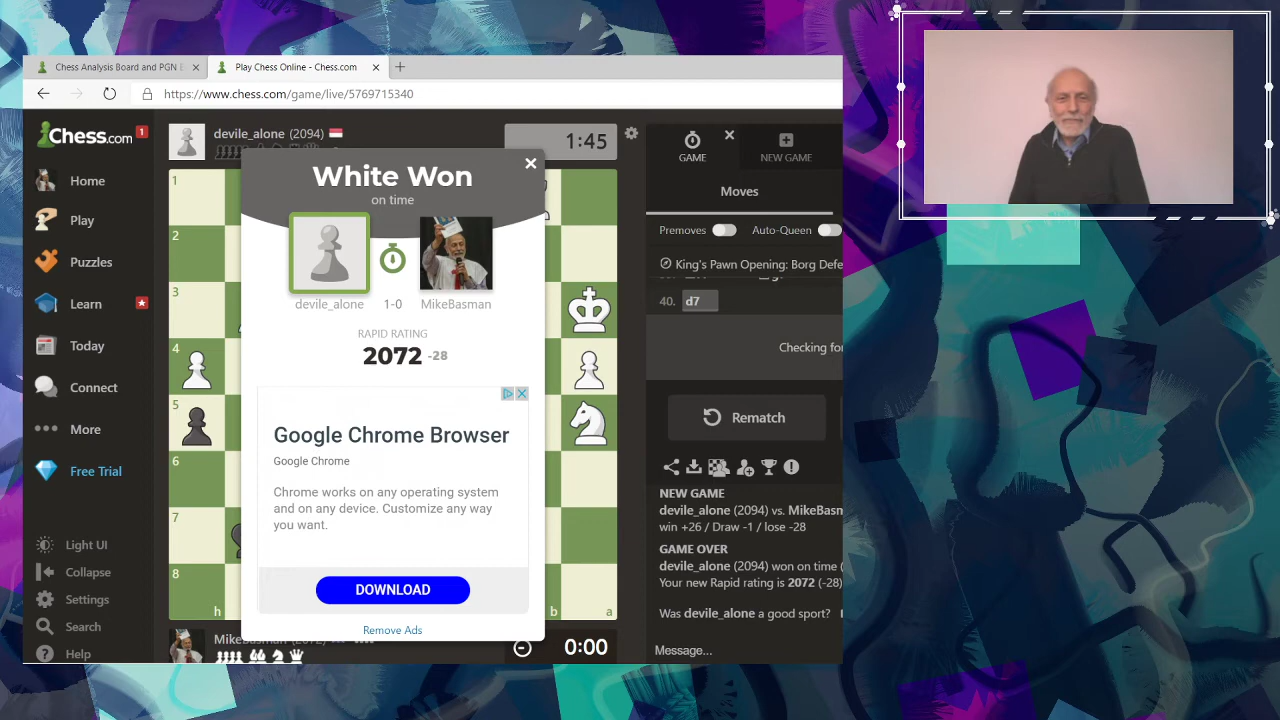 Chess Analysis Board and PGN E
Play Chess Online - Chess.com
https://www.chess.com/game/live/5769715340
Chess.com
1
Home
Play
Puzzles
Learn
Today
Connect
More
Free Trial
Light UI
Collapse
Settings
Search
Help
devile_alone (2094)
1:45
1
2
3
4
5
6
7
8
h
b
a
White Won
on time
devile_alone
1-0
MikeBasman
RAPID RATING
2072 -28
Google Chrome Browser
Google Chrome
Chrome works on any operating system
and on any device. Customize any way
you want.
DOWNLOAD
Remove Ads
MikeBasman (2072)
0:00
GAME
NEW GAME
Moves
Premoves
Auto-Queen
King's Pawn Opening: Borg Defe
40. d7
Checking for
Rematch
NEW GAME
devile_alone (2094) vs. MikeBasn
win +26 / Draw -1 / lose -28
GAME OVER
devile_alone (2094) won on time (
Your new Rapid rating is 2072 (-28)
Was devile_alone a good sport?
Message...